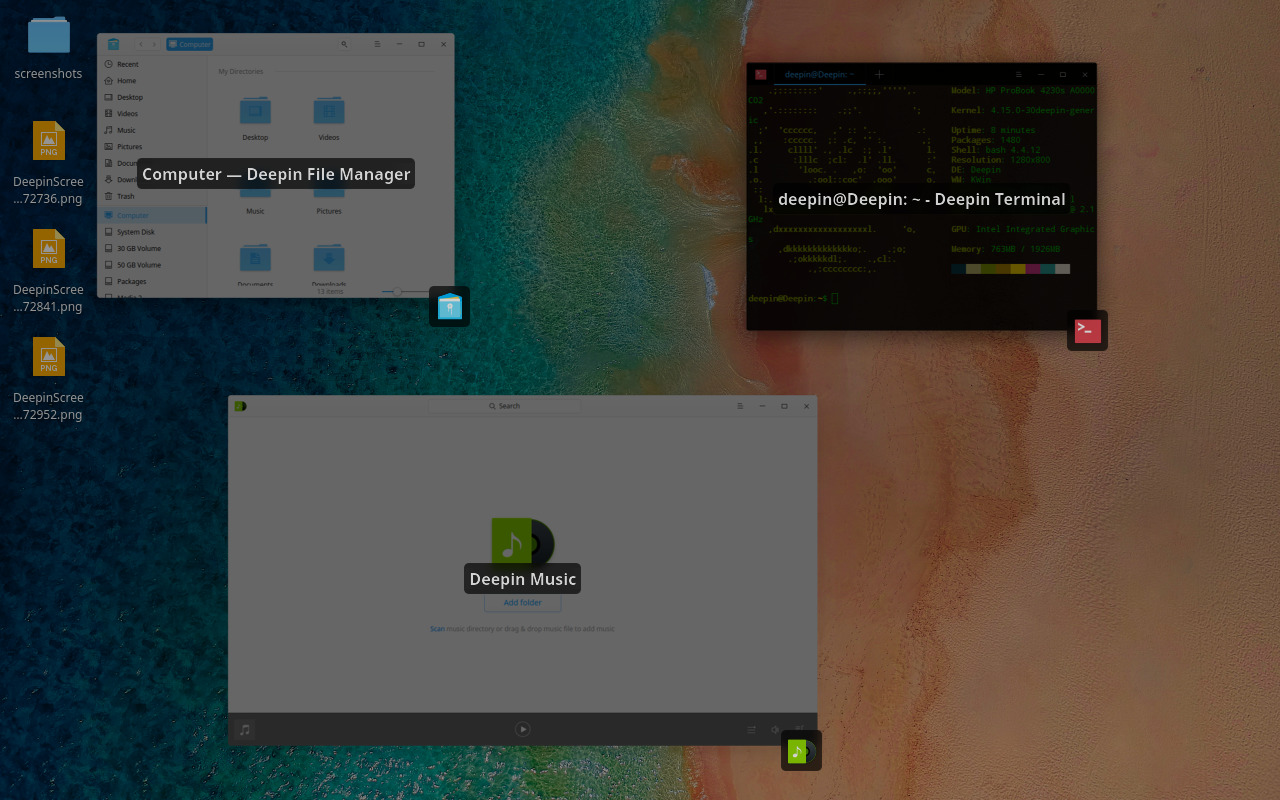 screenshots
DeepinScree
...72736.png
DeepinScree
...72841.png
DeepinScree
...72952.png
PNG
PNG
PNG
Computer
Recent
Home
Desktop
Videos
Music
Pictures
Trash
Computer
System Disk
30 GB Volume
50 GB Volume
Packages
My Directories
Desktop
Videos
Music
Pictures
Documents
Downloads
13 items
Computer — Deepin File Manager
deepin@Deepin: ~
Model: HP ProBook 4230s A0000
C02
Kernel: 4.15.0-30deepin-gener
ic
Uptime: 8 minutes
Packages: 1480
Shell: bash 4.4.12
Resolution: 1280x800
DE: Deepin
WM: KWin
@ 2.1
GHz
GPU: Intel Integrated Graphic
s
Memory: 763MB / 1926MB
deepin@Deepin:~$
deepin@Deepin: ~ - Deepin Terminal
Search
Deepin Music
Add folder
Scan music directory or drag & drop music file to add music